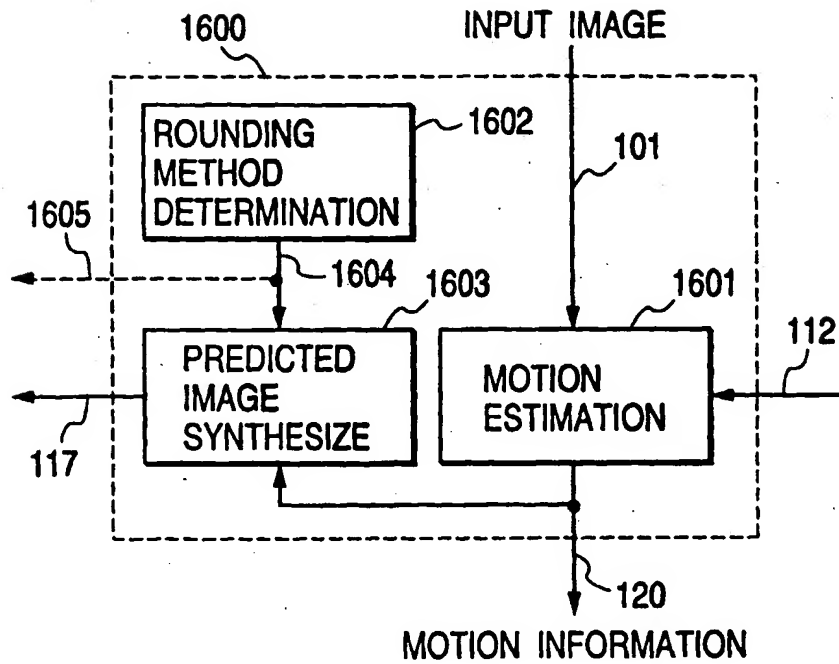 1600
INPUT IMAGE
ROUNDING
METHOD
DETERMINATION
1602
101
1605
1604
1603
1601
PREDICTED
IMAGE
SYNTHESIZE
MOTION
ESTIMATION
112
117
120
MOTION INFORMATION